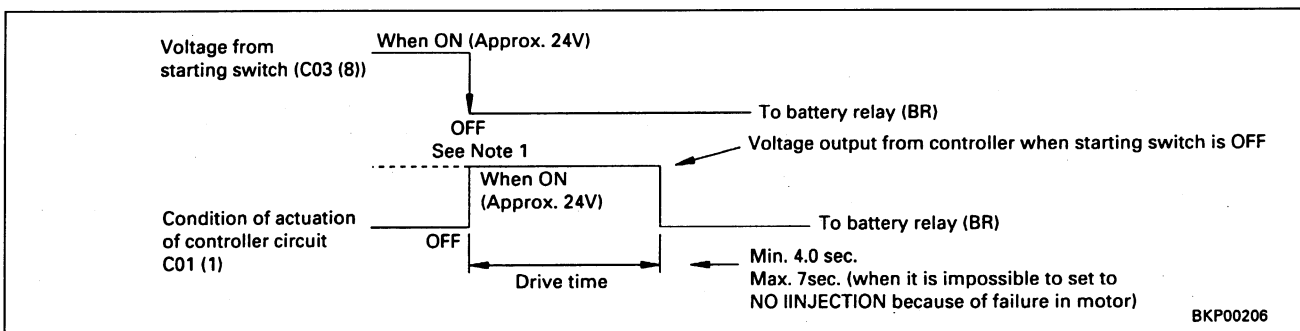 Voltage from
starting switch (C03 (8))
When ON (Approx. 24V)
OFF
To battery relay (BR)
See Note 1
Voltage output from controller when starting switch is OFF
When ON
(Approx. 24V)
Condition of actuation
of controller circuit
C01 (1)
OFF
To battery relay (BR)
Drive time
Min. 4.0 sec.
Max. 7sec. (when it is impossible to set to
NO IINJECTION because of failure in motor)
BKP00206